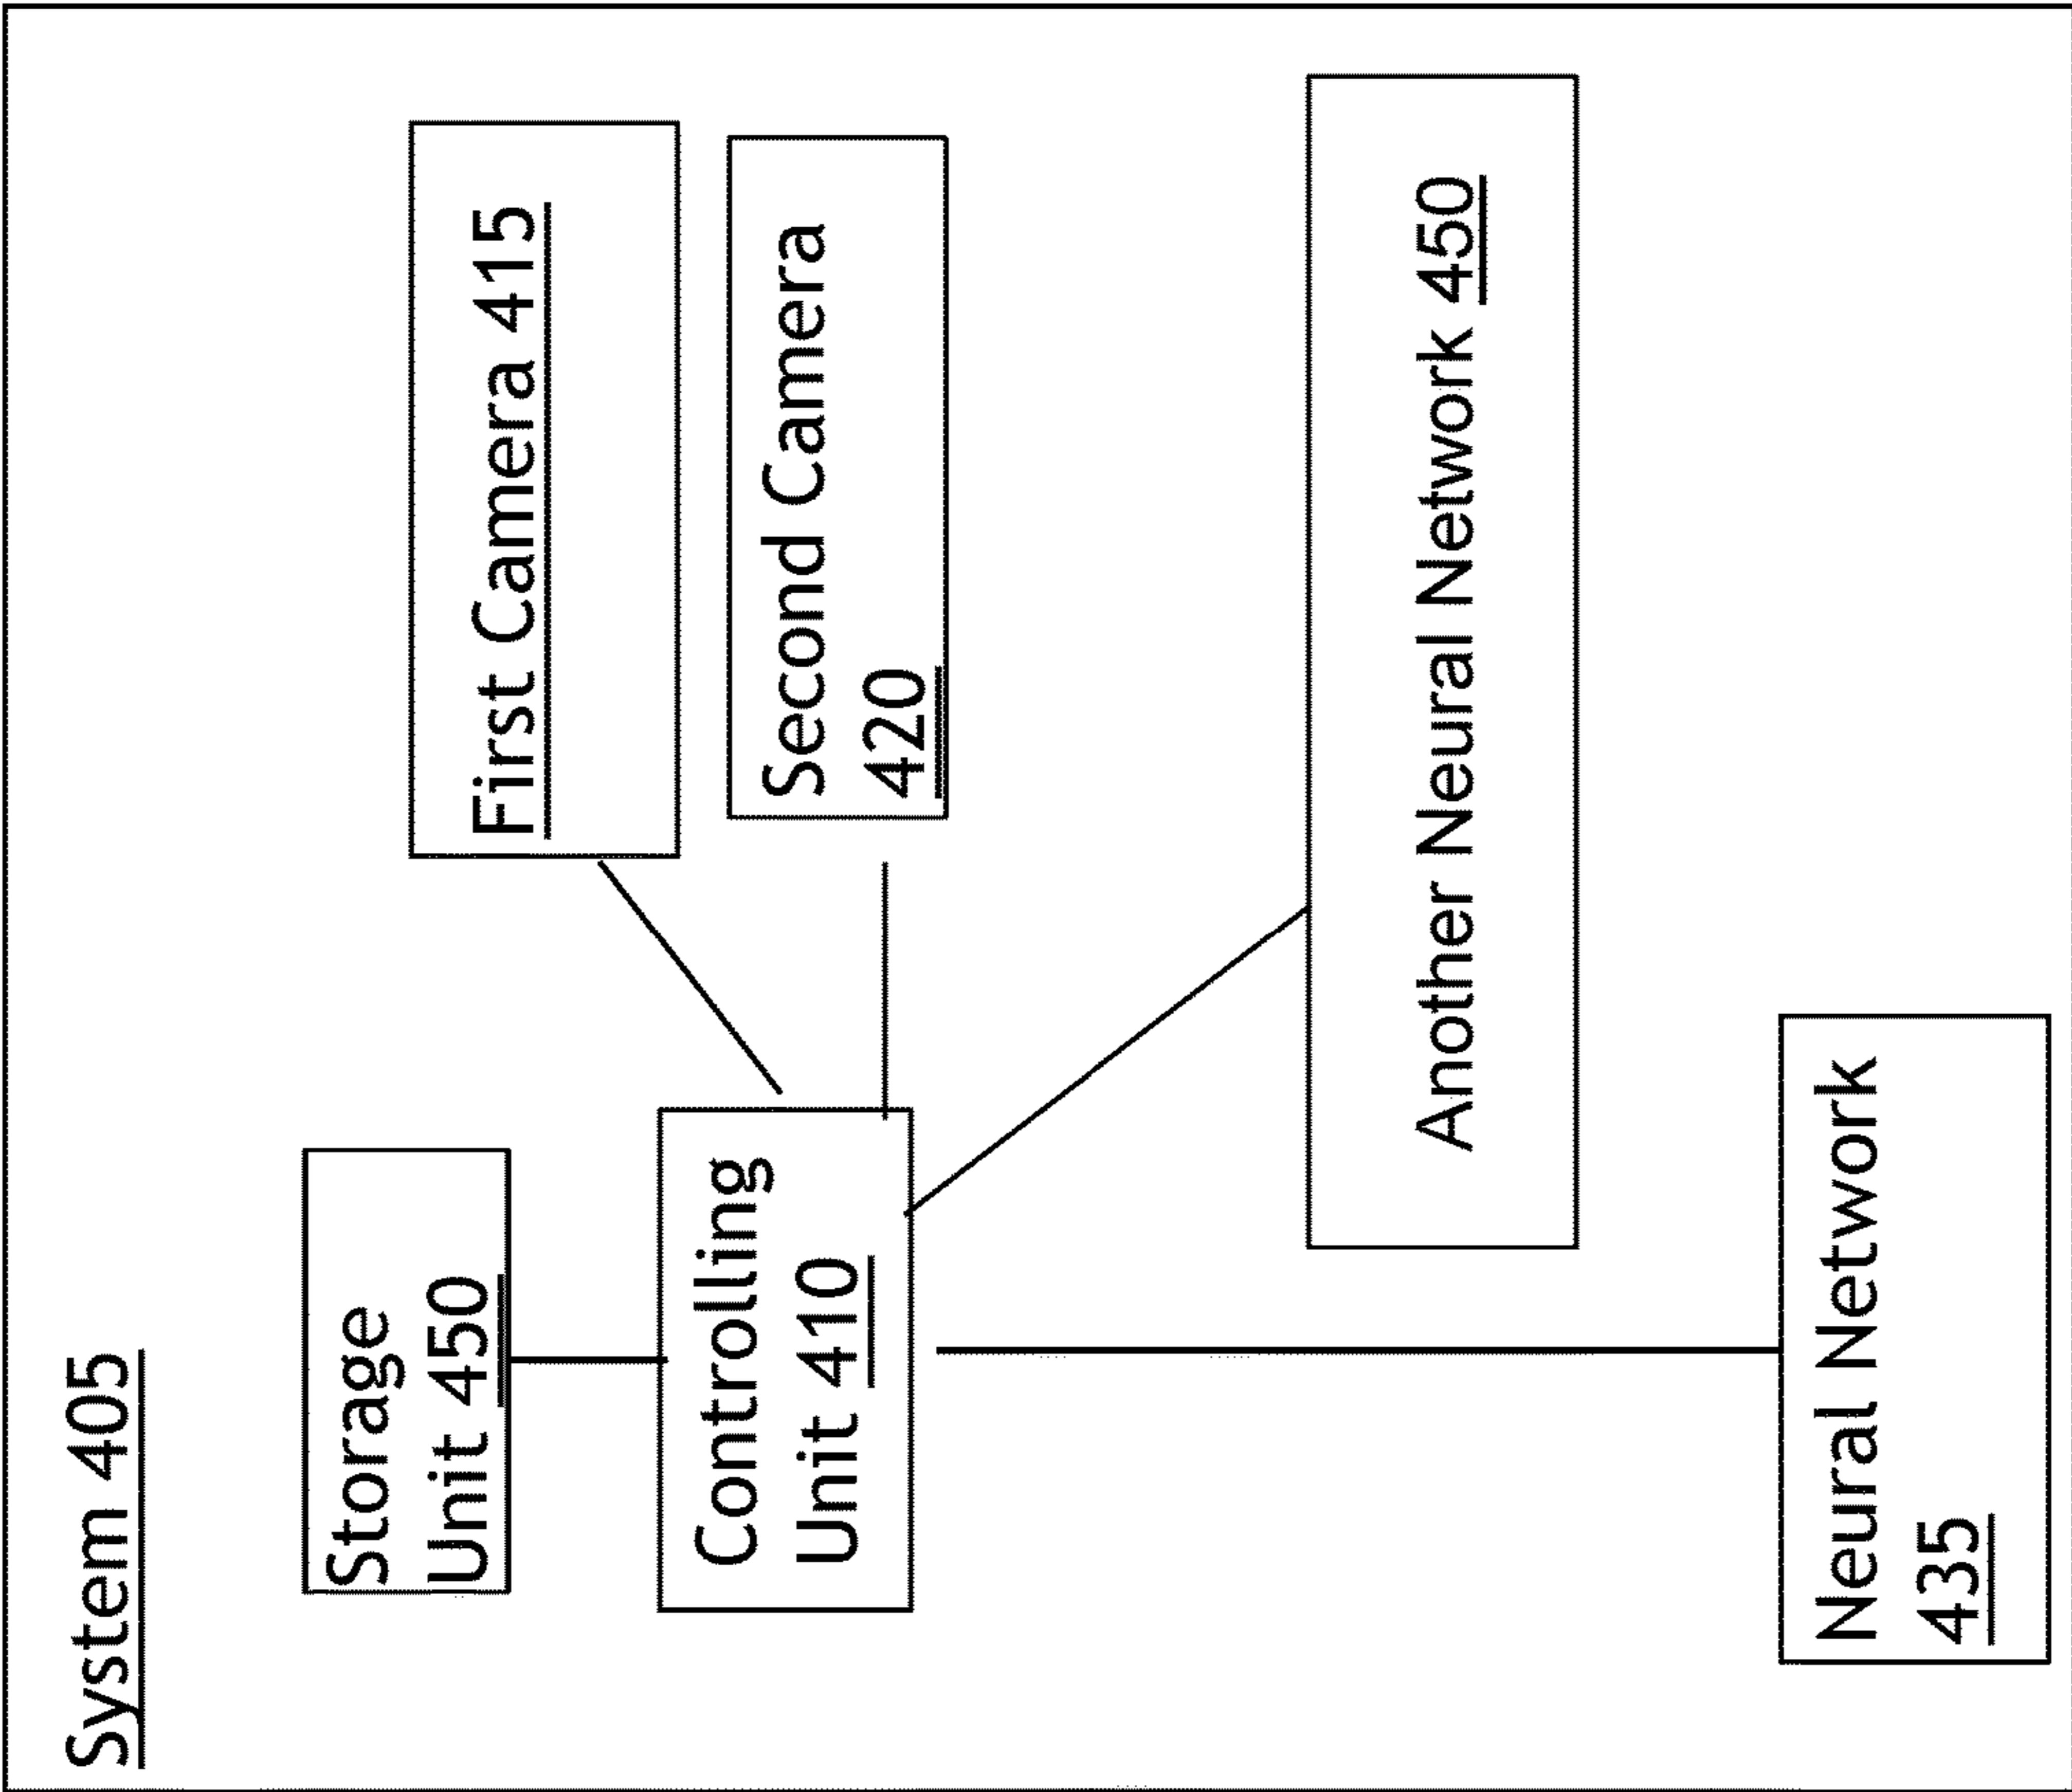 System 405
Storage
Unit 450
Controlling
Unit 410
First Camera 415
Second Camera
420
Another Neural Network 450
Neural Network
435